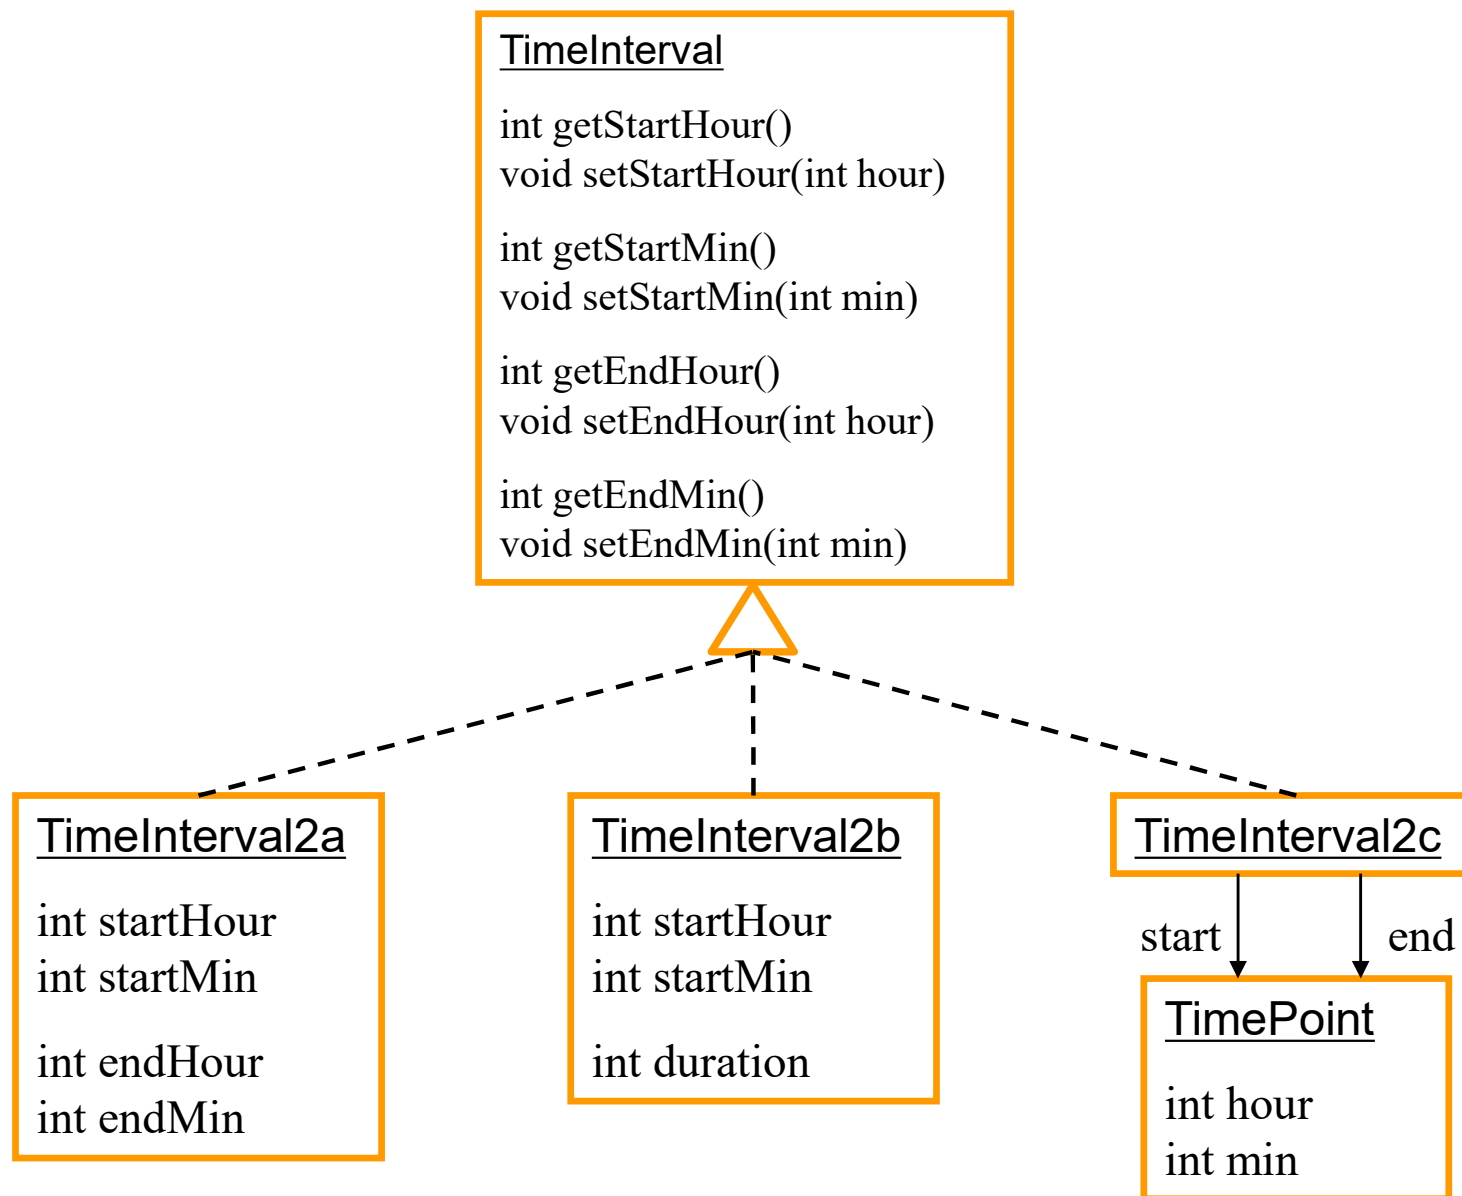 TimeInterval
int getStartHour()
void setStartHour(int hour)
int getStartMin()
void setStartMin(int min)
int getEndHour()
void setEndHour(int hour)
int getEndMin()
void setEndMin(int min)
TimeInterval2a
int startHour
int startMin
int endHour
int endMin
TimeInterval2b
int startHour
int startMin
int duration
TimeInterval2c
start
end
TimePoint
int hour
int min